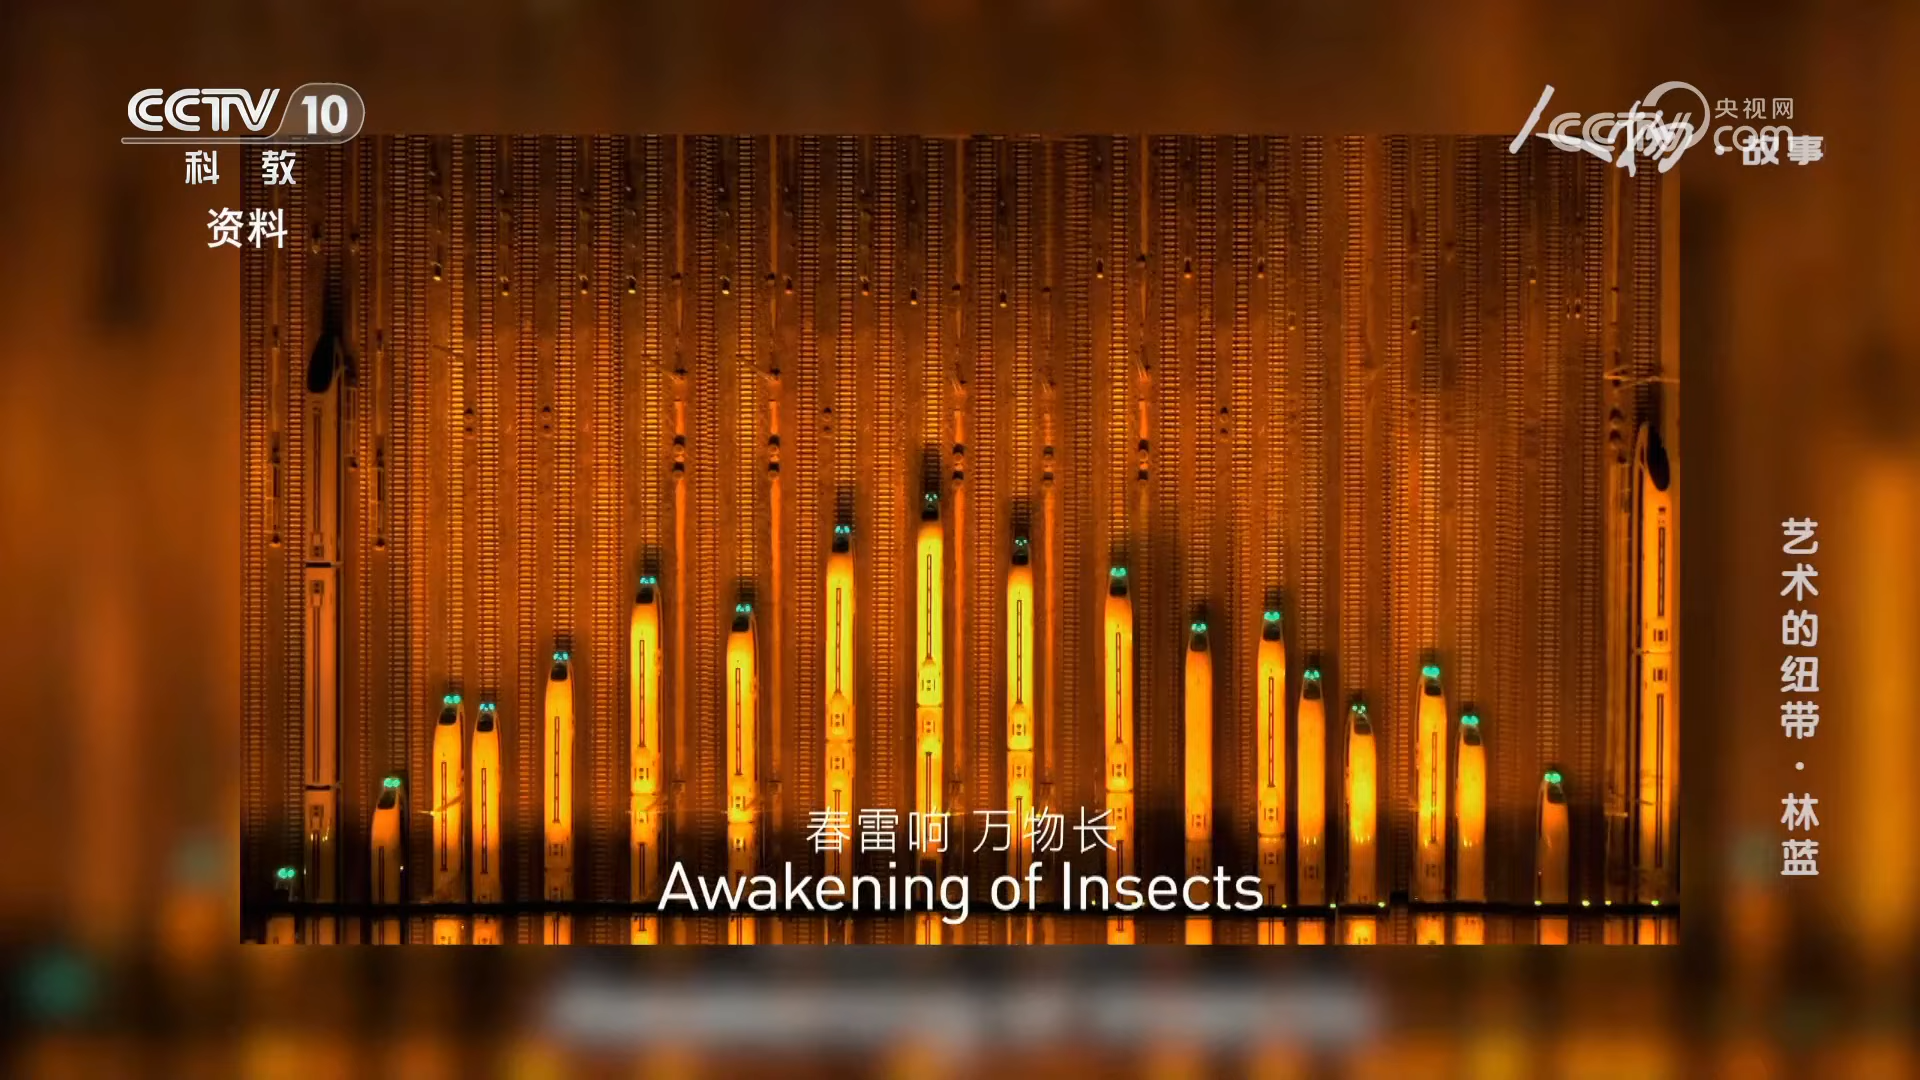 CCTV 10
科 教
资料
人物·故事
CCTV.com 央视网
艺术的纽带·林蓝
春雷响 万物长
Awakening of Insects